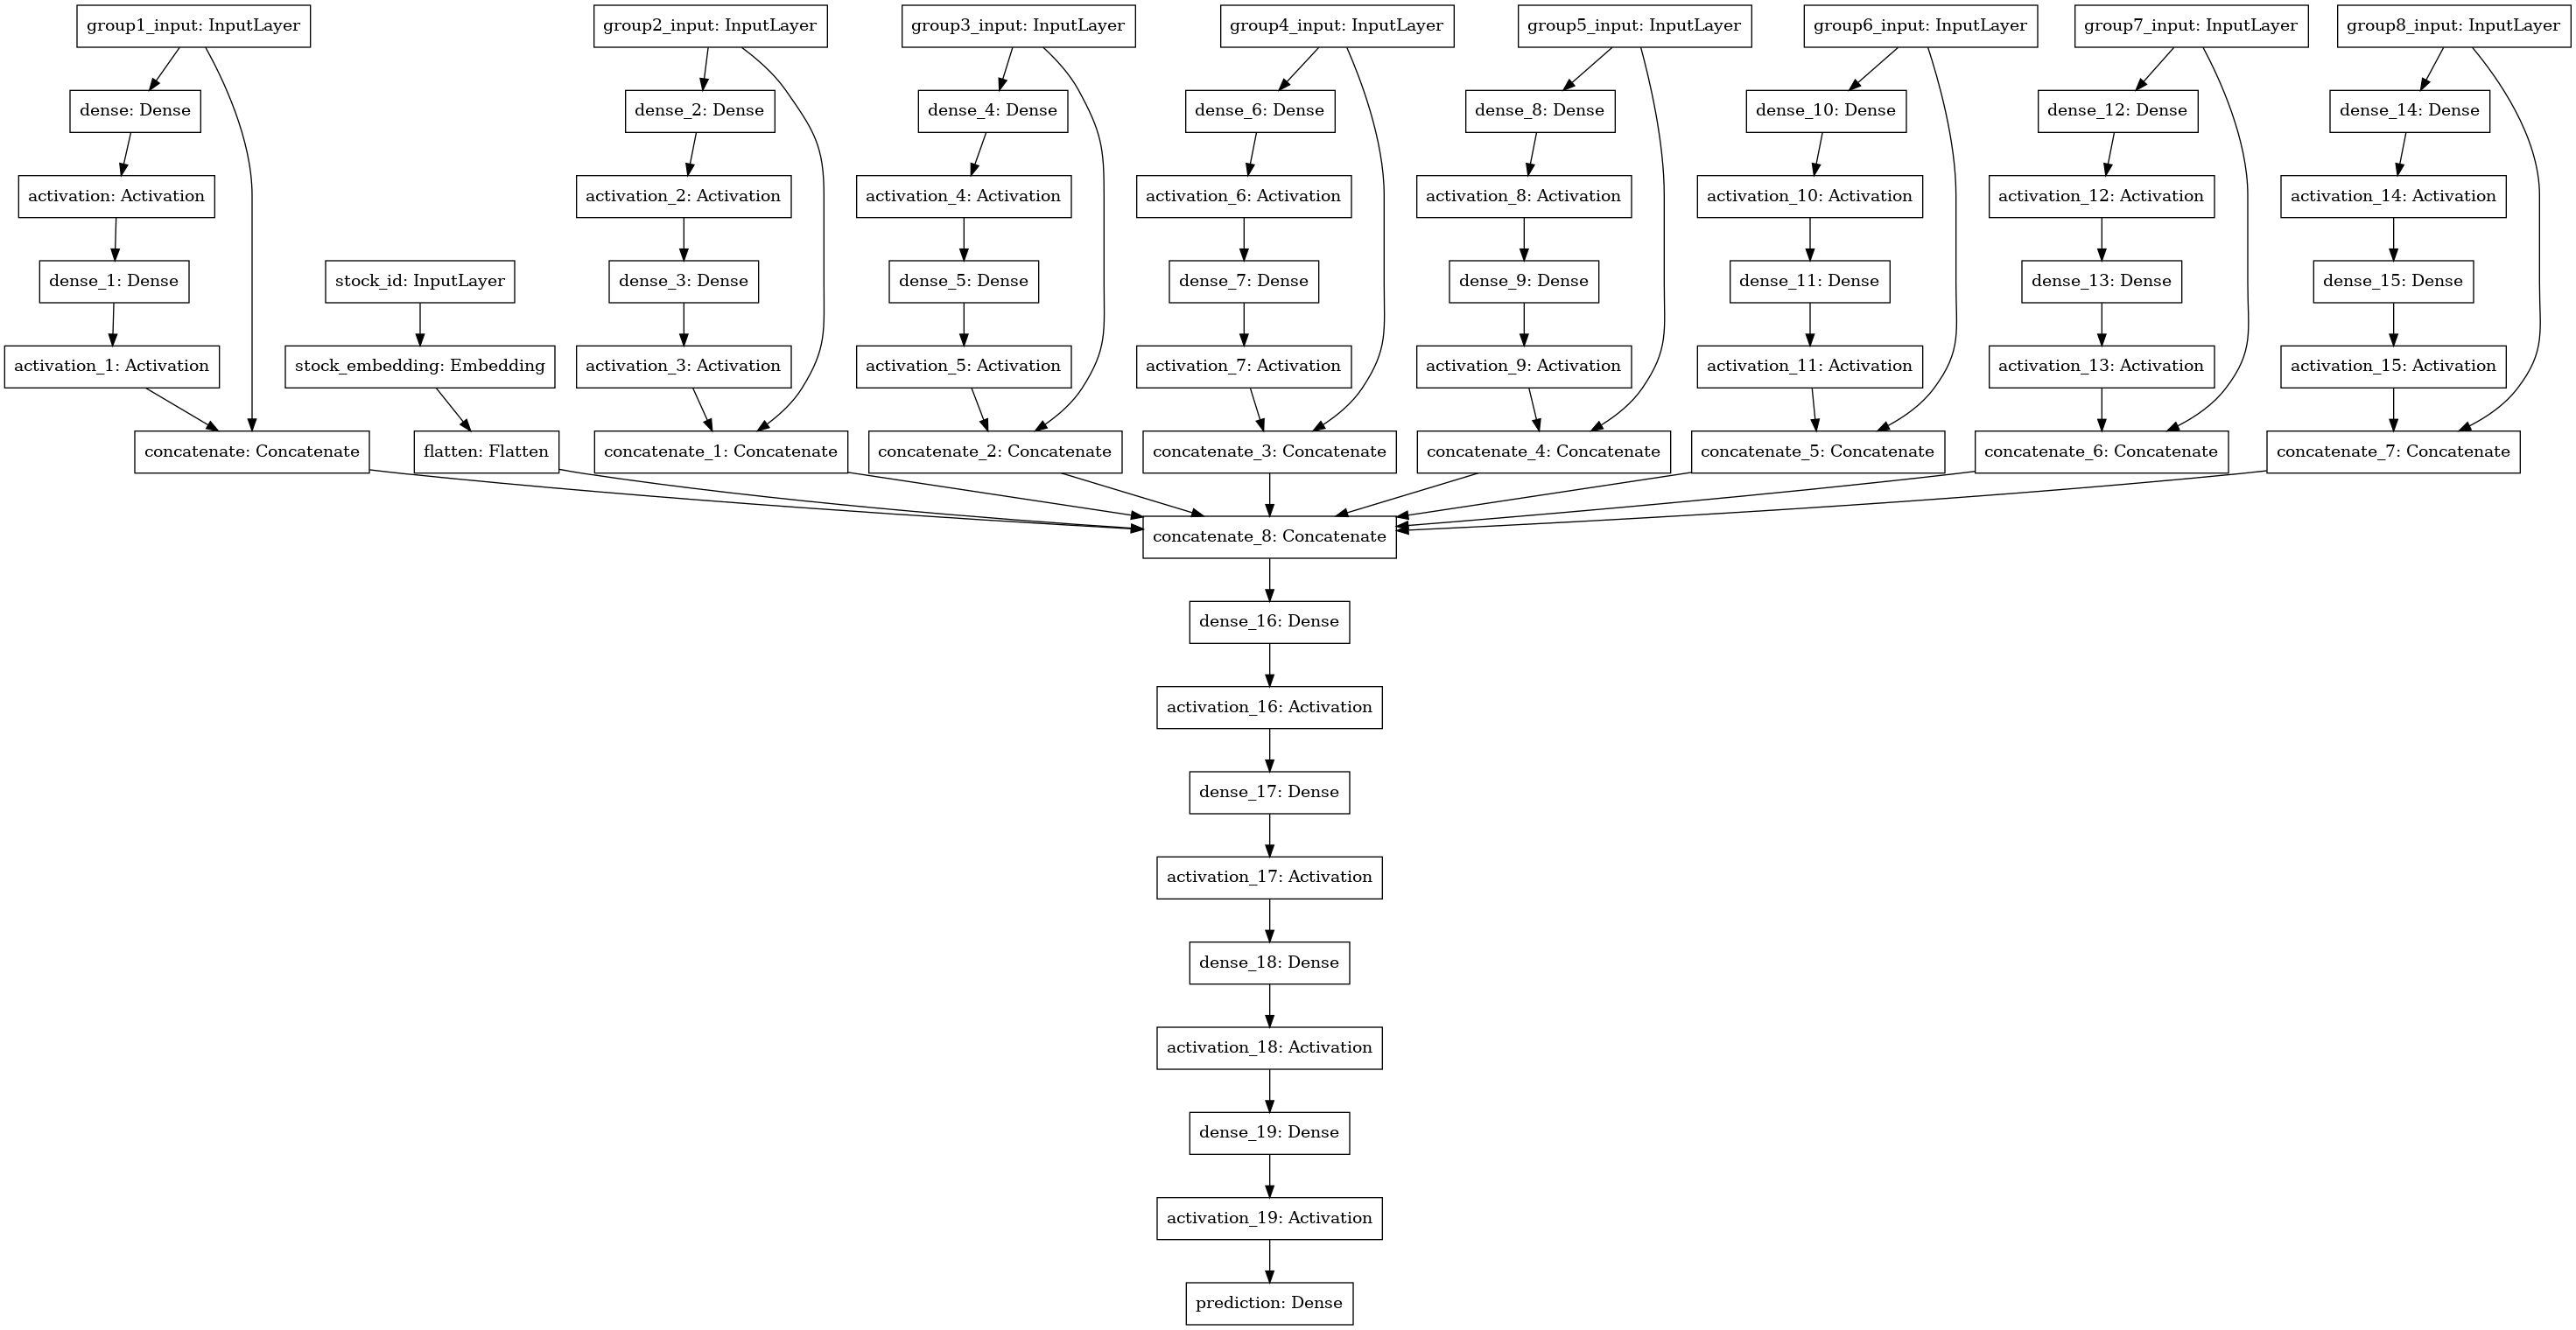 group1_input: InputLayer
group2_input: InputLayer
group3_input: InputLayer
group4_input: InputLayer
group5_input: InputLayer
group6_input: InputLayer
group7_input: InputLayer
group8_input: InputLayer
dense: Dense
dense_2: Dense
dense_4: Dense
dense_6: Dense
dense_8: Dense
dense_10: Dense
dense_12: Dense
dense_14: Dense
activation: Activation
activation_2: Activation
activation_4: Activation
activation_6: Activation
activation_8: Activation
activation_10: Activation
activation_12: Activation
activation_14: Activation
dense_1: Dense
stock_id: InputLayer
dense_3: Dense
dense_5: Dense
dense_7: Dense
dense_9: Dense
dense_11: Dense
dense_13: Dense
dense_15: Dense
activation_1: Activation
stock_embedding: Embedding
activation_3: Activation
activation_5: Activation
activation_7: Activation
activation_9: Activation
activation_11: Activation
activation_13: Activation
activation_15: Activation
concatenate: Concatenate
flatten: Flatten
concatenate_1: Concatenate
concatenate_2: Concatenate
concatenate_3: Concatenate
concatenate_4: Concatenate
concatenate_5: Concatenate
concatenate_6: Concatenate
concatenate_7: Concatenate
concatenate_8: Concatenate
dense_16: Dense
activation_16: Activation
dense_17: Dense
activation_17: Activation
dense_18: Dense
activation_18: Activation
dense_19: Dense
activation_19: Activation
prediction: Dense